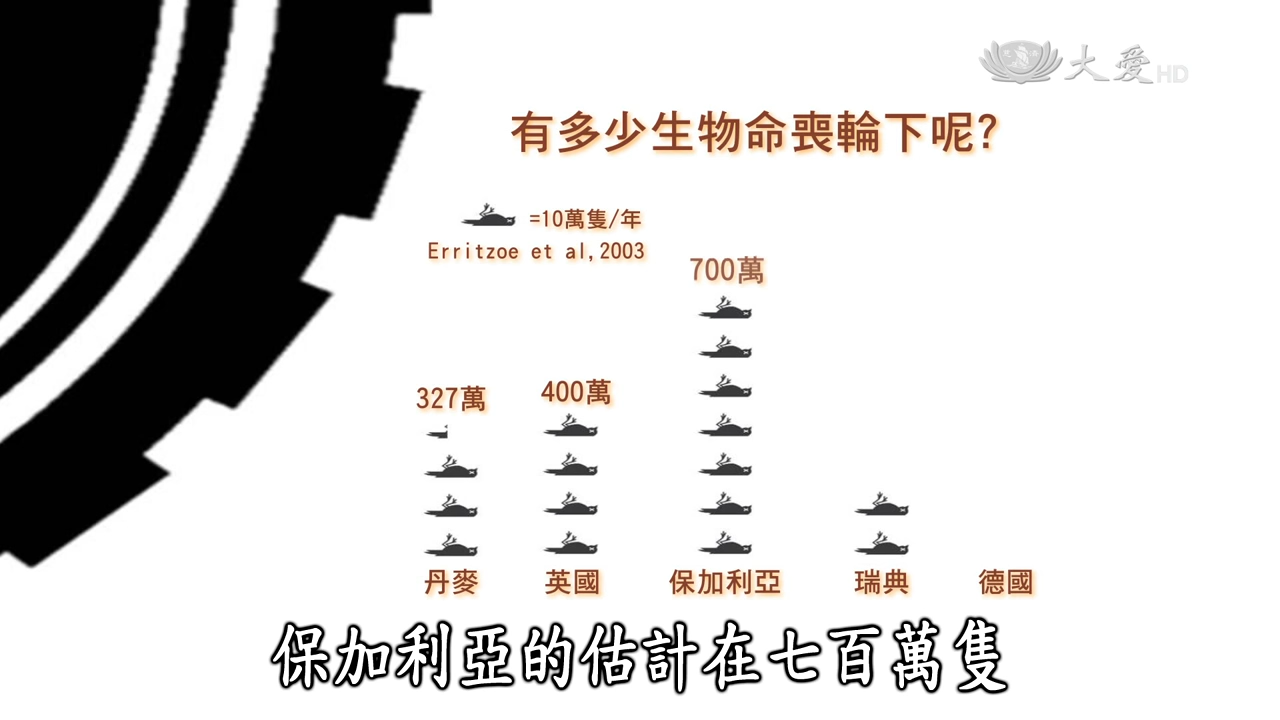 大愛HD
有多少生物命喪輪下呢?
=10萬隻/年
Erritzoe et al,2003
700萬
327萬
400萬
丹麥
英國
保加利亞
瑞典
德國
保加利亞的估計在七百萬隻